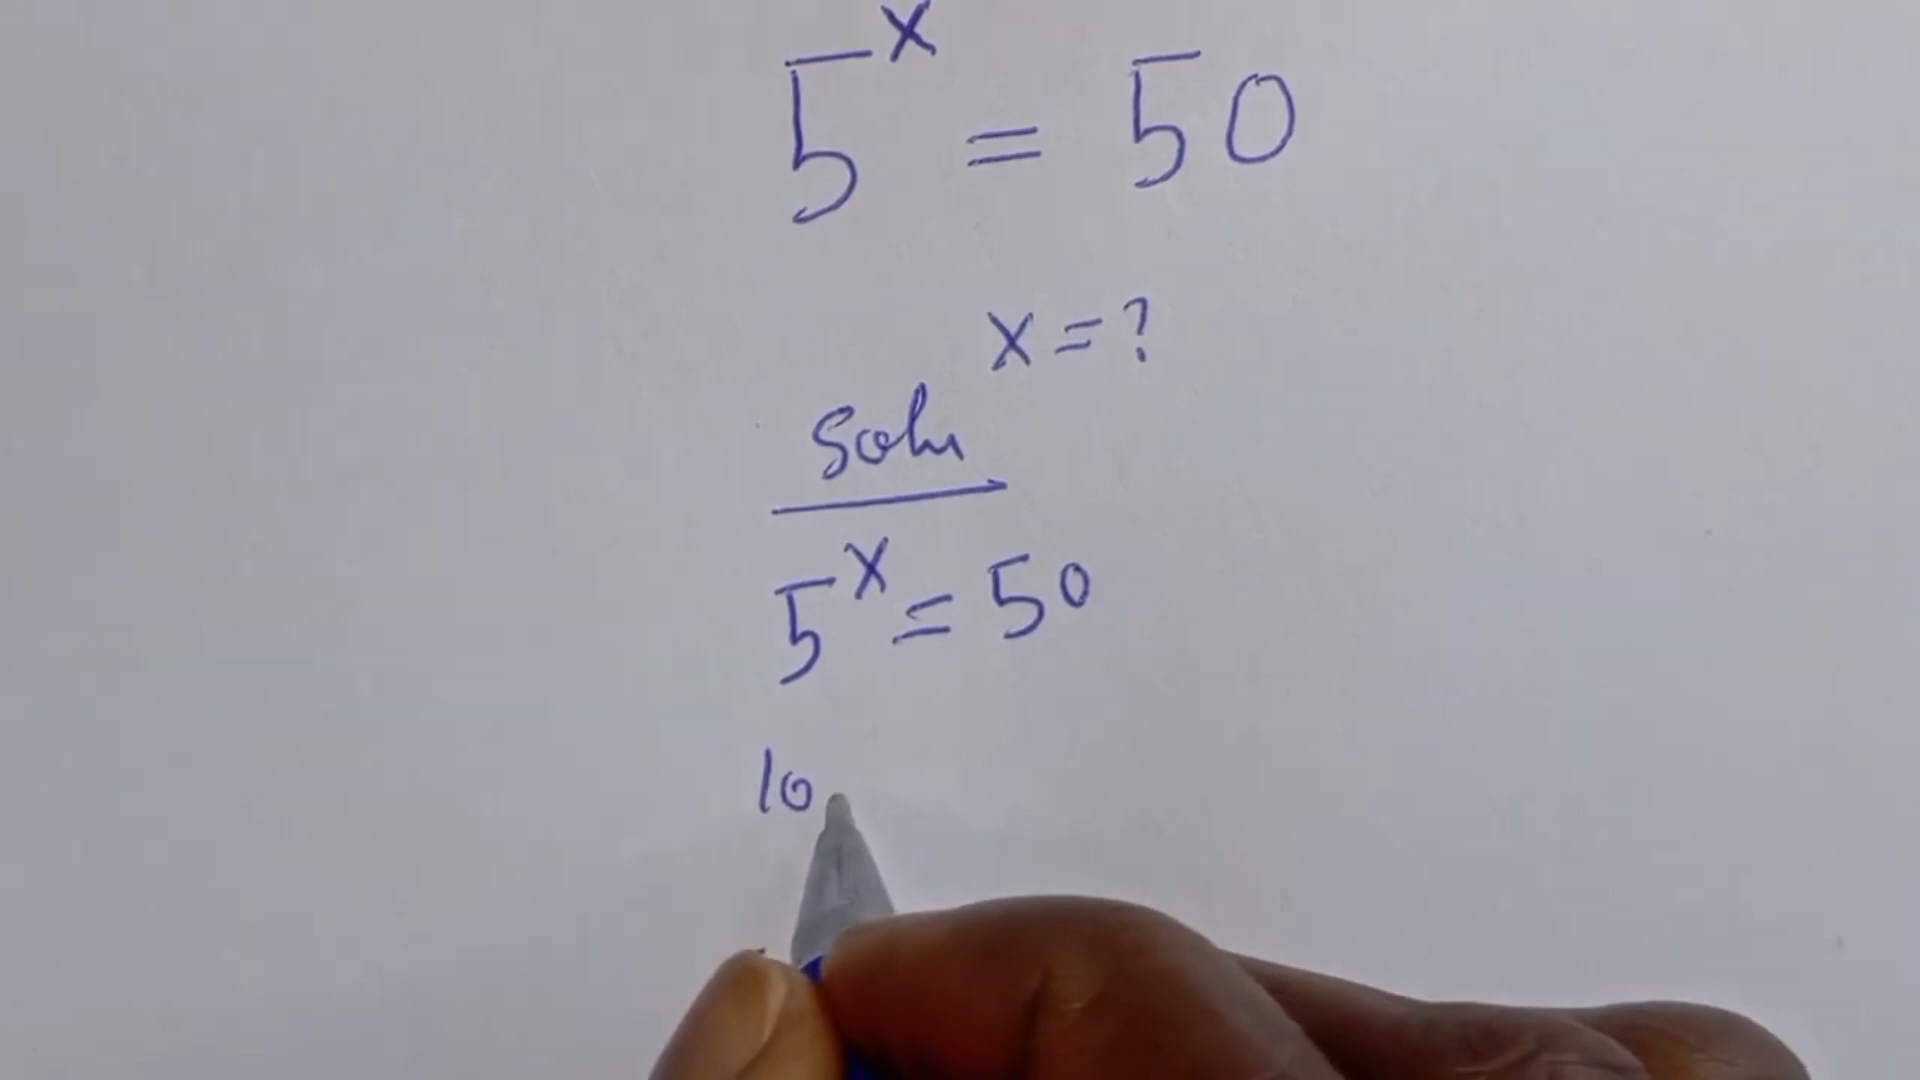 5^x = 50
x = ?
Soln
5^x = 50
lo